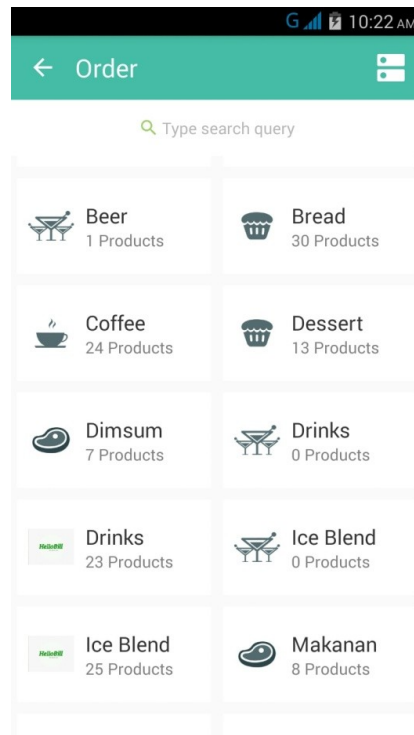 G 10:22 AM
Order
Type search query
Beer
1 Products
Bread
30 Products
Coffee
24 Products
Dessert
13 Products
Dimsum
7 Products
Drinks
0 Products
HelloBill
Drinks
23 Products
Ice Blend
0 Products
HelloBill
Ice Blend
25 Products
Makanan
8 Products